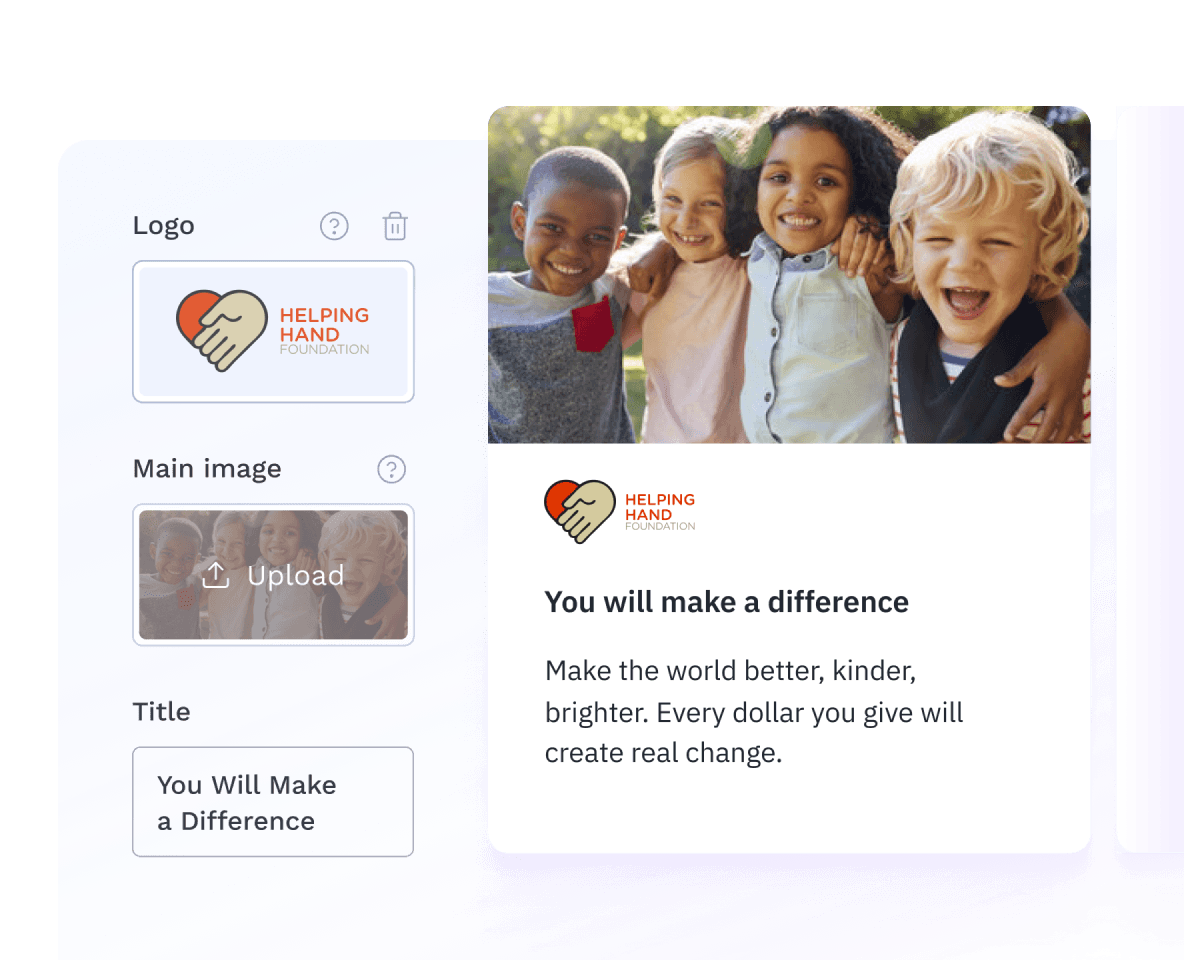 Logo
HELPING
HAND
FOUNDATION
Main image
Upload
Title
You Will Make
a Difference
HELPING
HAND
FOUNDATION
You will make a difference
Make the world better, kinder,
brighter. Every dollar you give will
create real change.